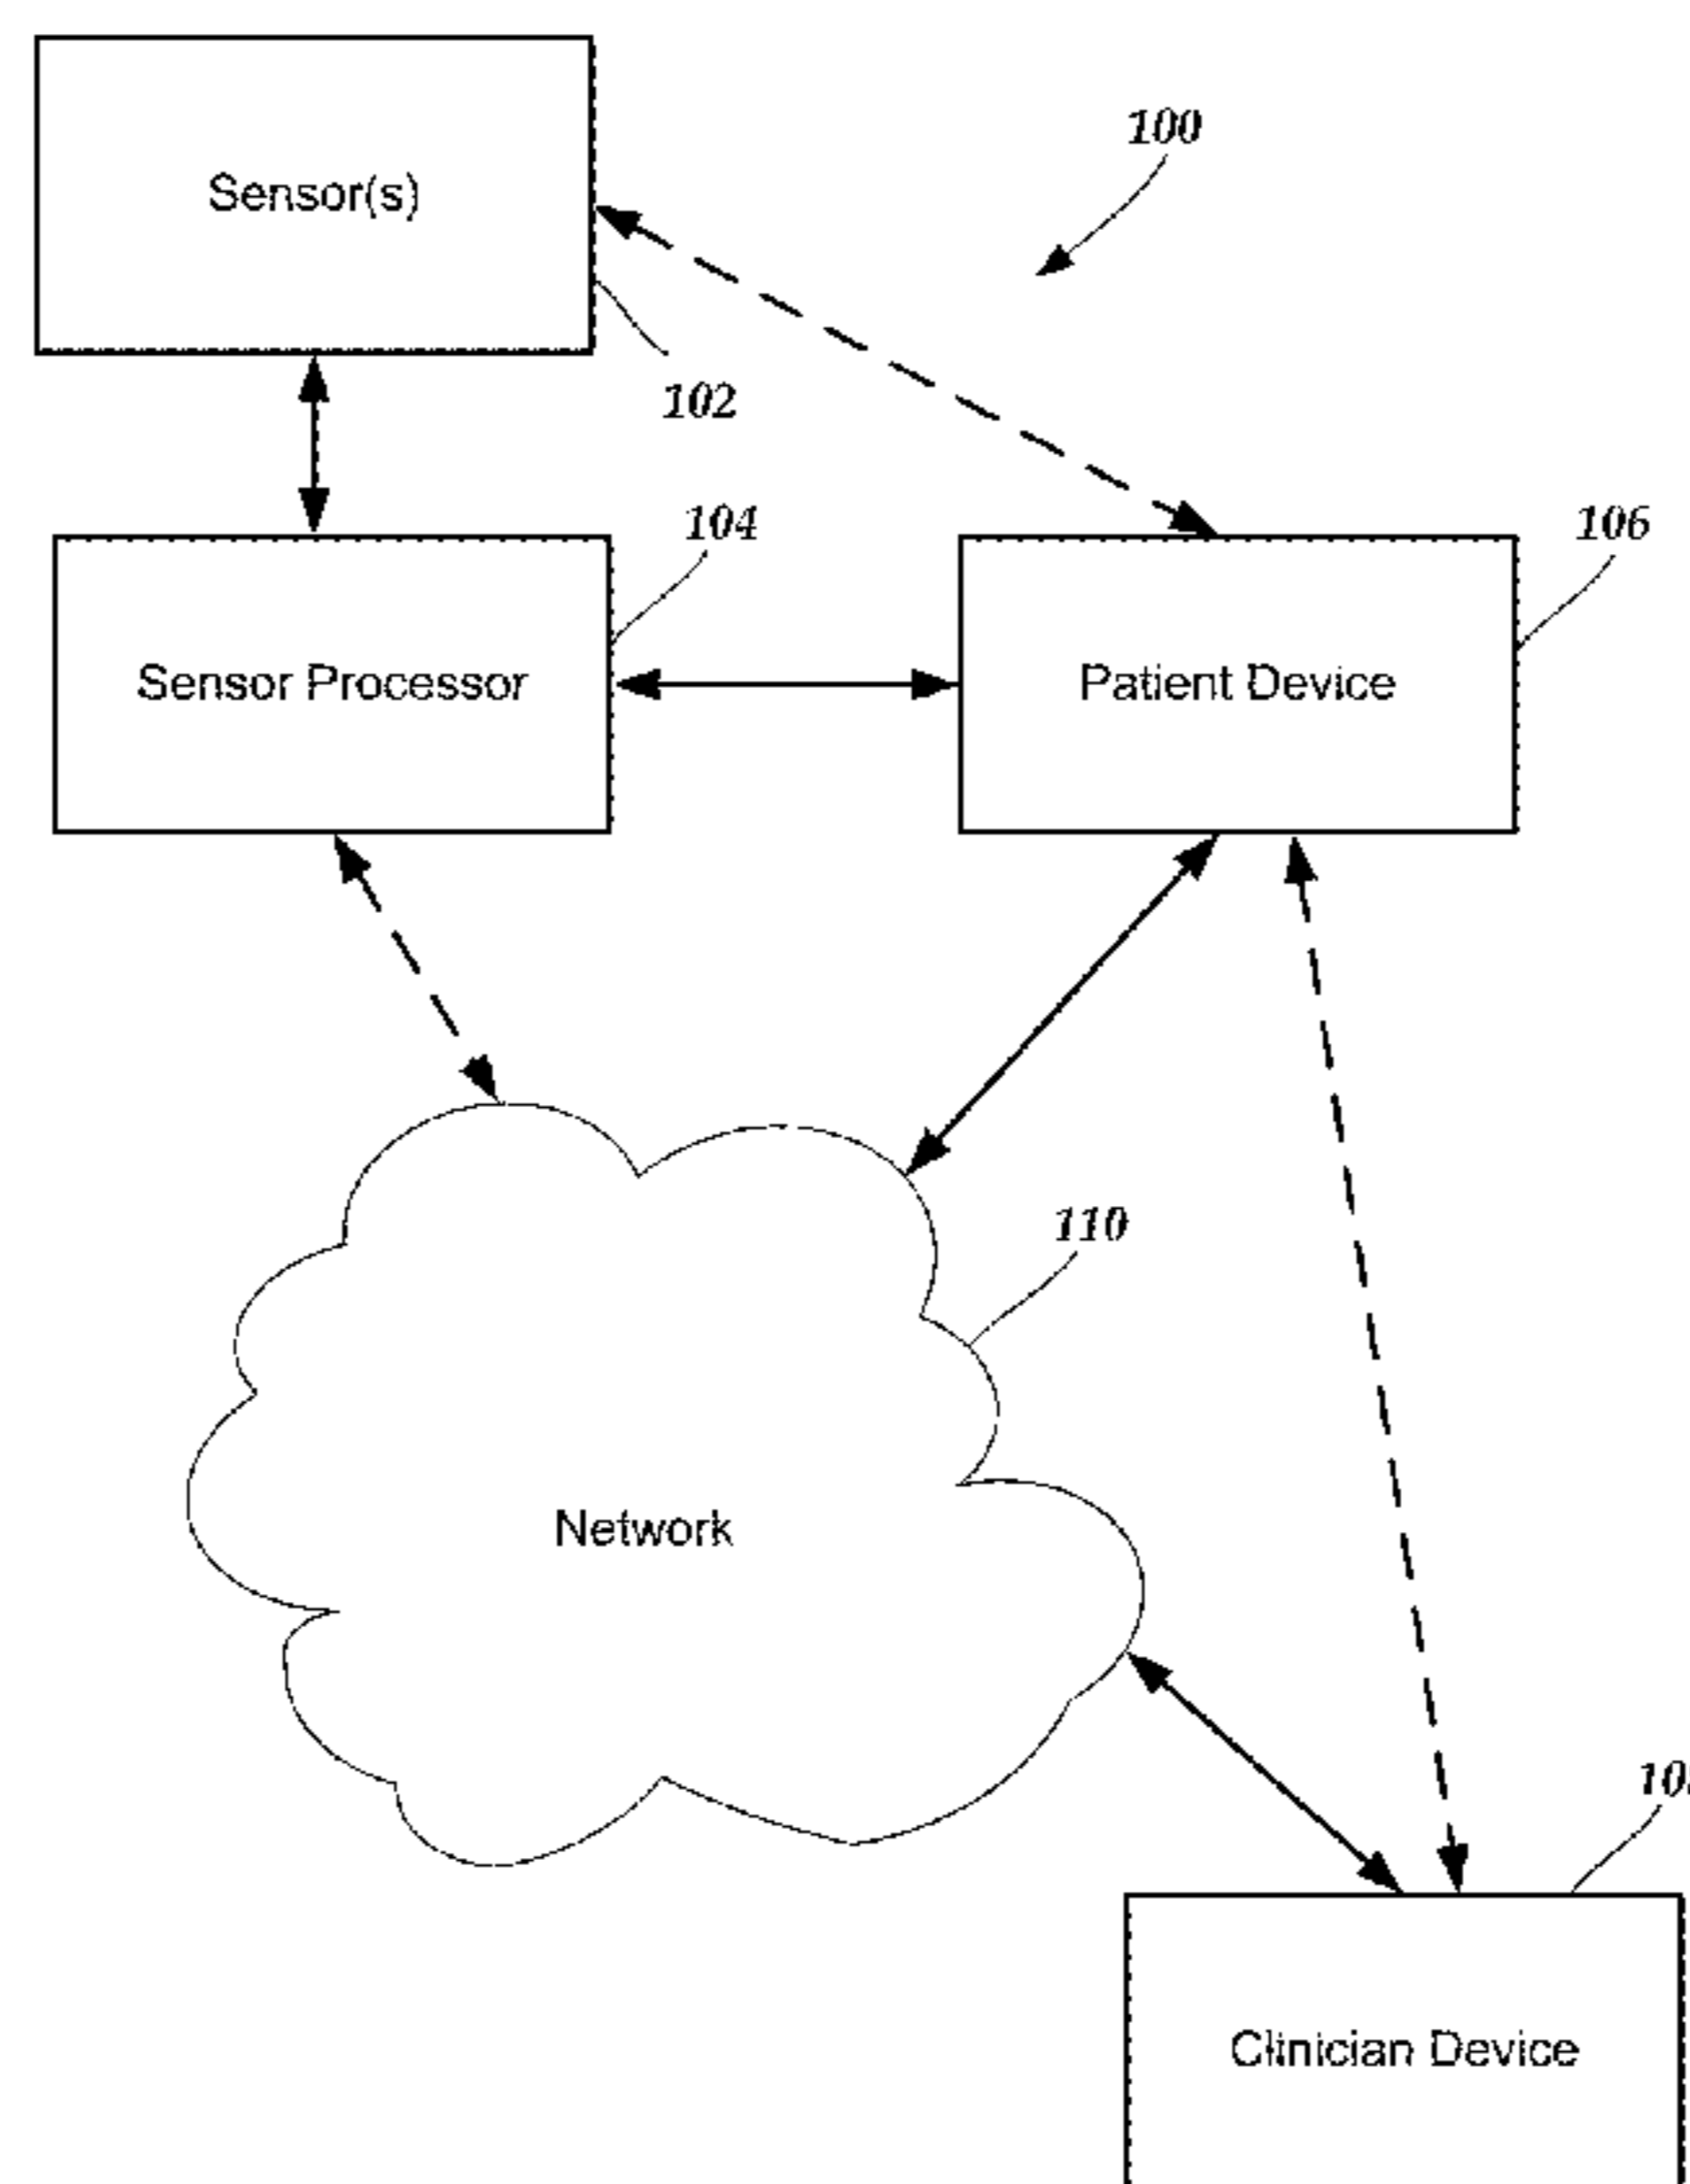 100
Sensor(s)
102
104
106
Sensor Processor
Patient Device
110
Network
Clinician Device